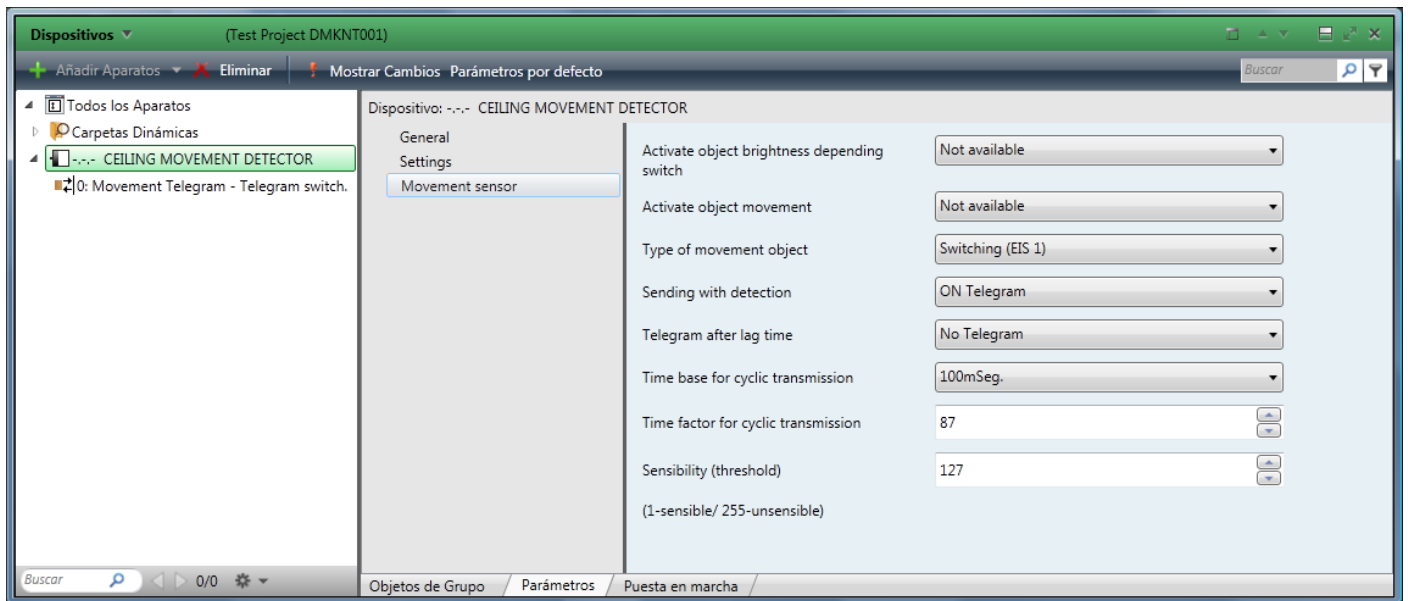 Dispositivos (Test Project DMKNT001)
Añadir Aparatos Eliminar Mostrar Cambios Parámetros por defecto Buscar
Todos los Aparatos
Carpetas Dinámicas
-.-.- CEILING MOVEMENT DETECTOR
0: Movement Telegram - Telegram switch.
Buscar 0/0
Dispositivo: -.-.- CEILING MOVEMENT DETECTOR
General
Settings
Movement sensor
Activate object brightness depending
switch
Not available
Activate object movement Not available
Type of movement object Switching (EIS 1)
Sending with detection ON Telegram
Telegram after lag time No Telegram
Time base for cyclic transmission 100mSeg.
Time factor for cyclic transmission 87
Sensibility (threshold) 127
(1-sensible/ 255-unsensible)
Objetos de Grupo Parámetros Puesta en marcha